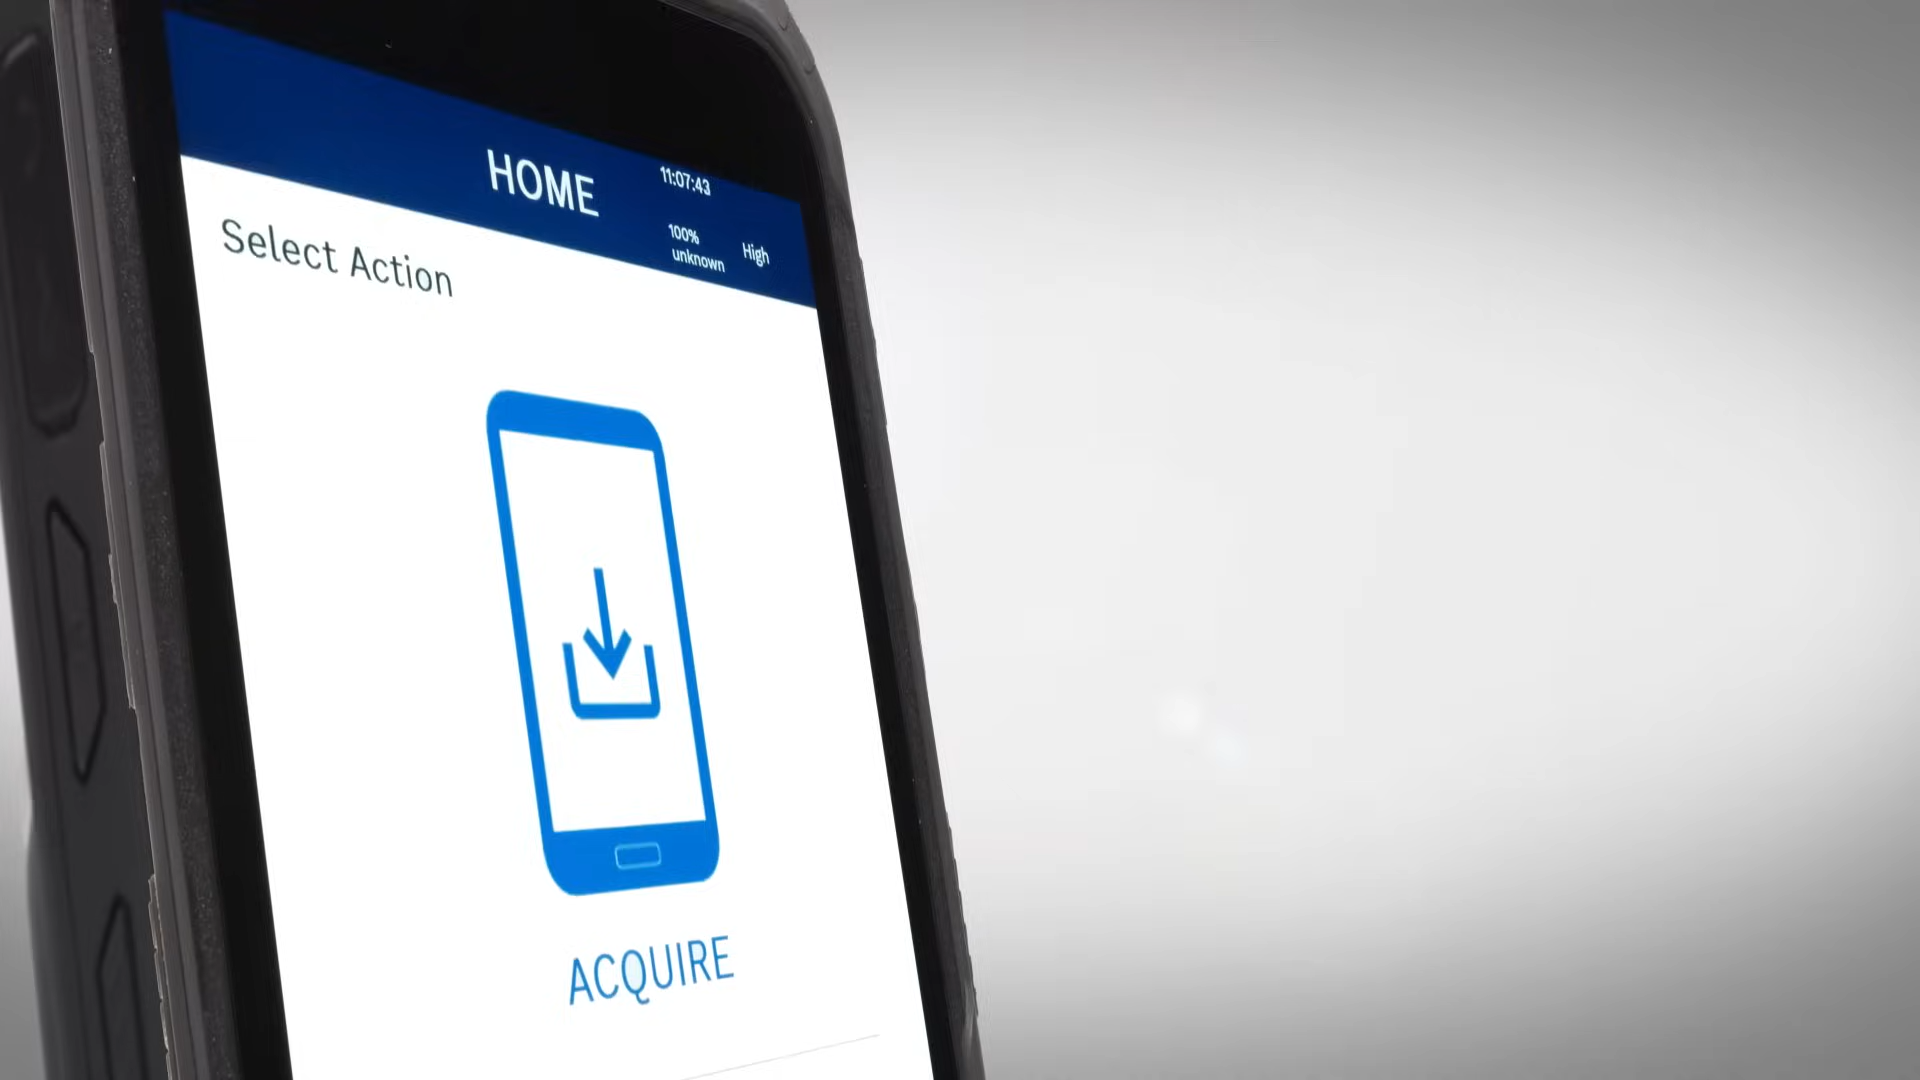 HOME
11:07:43
100%
unknown
High
Select Action
ACQUIRE